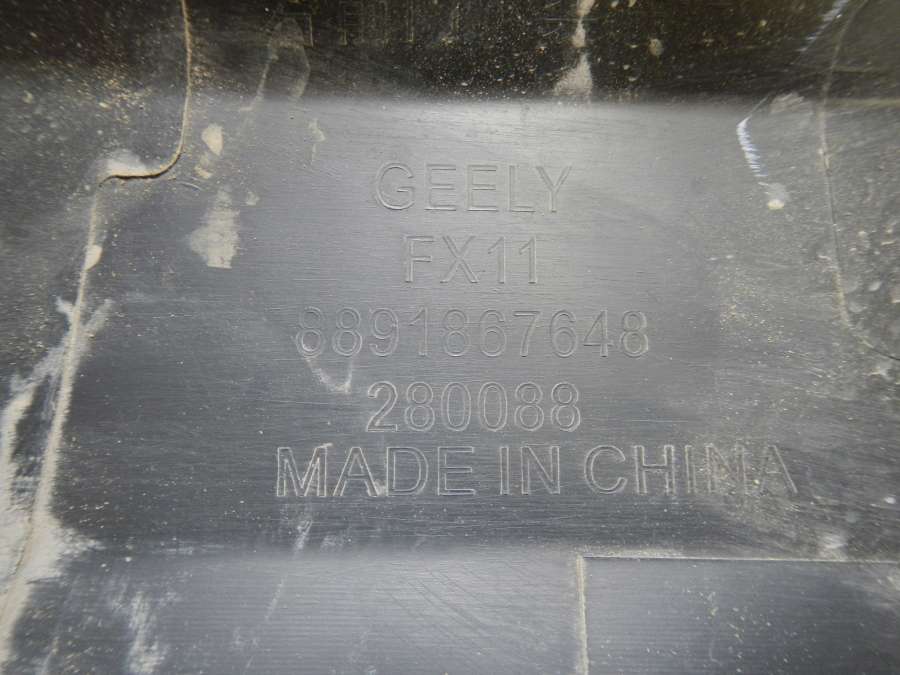 GEELY
FX11
8891867648
280088
MADE IN CHINA